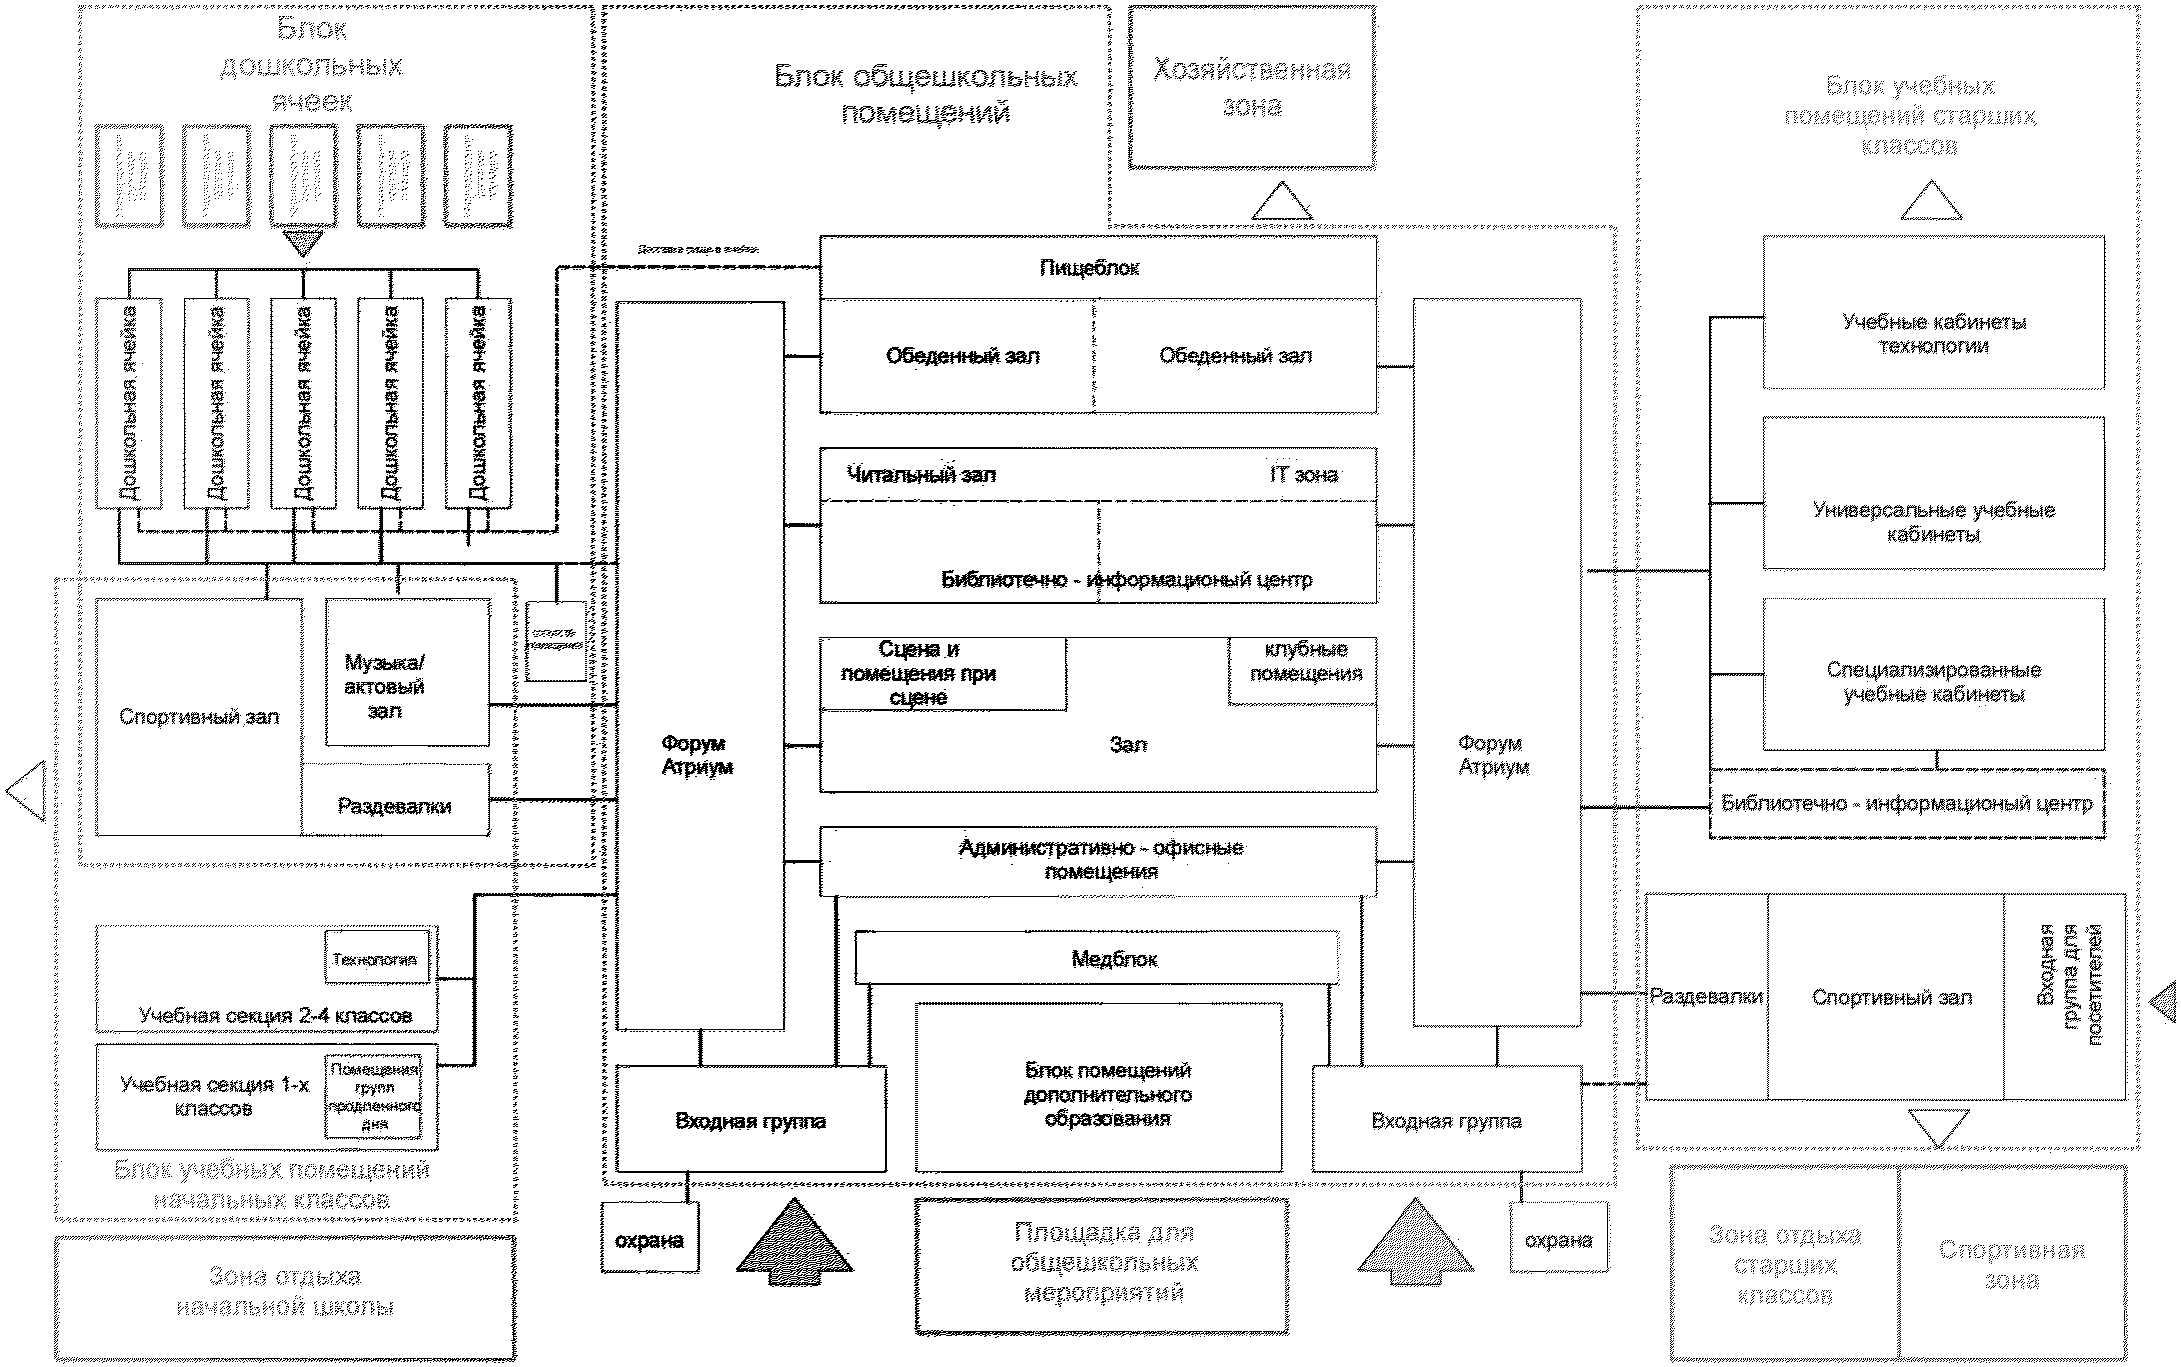 Блок
дошкольных
ячеек
Блок общешкольных
помещений
Хозяйственная
зона
Блок учебных
помещений старших
классов
Дошкольная ячейка
Дошкольная ячейка
Дошкольная ячейка
Дошкольная ячейка
Дошкольная ячейка
Доставка пищи в ячейки
Пищеблок
Обеденный зал
Обеденный зал
Читальный зал
IT зона
Библиотечно - информационый центр
Сцена и
помещения при
сцене
клубные
помещения
Зал
Форум
Атриум
Форум
Атриум
Административно - офисные
помещения
Медблок
Блок помещений
дополнительного
образования
Входная группа
Входная группа
охрана
охрана
Площадка для
общешкольных
мероприятий
Спортивный зал
Музыка/
актовый
зал
Раздевалки
Технология
Учебная секция 2-4 классов
Учебная секция 1-х
классов
Помещения
групп
продленного
дня
Блок учебных помещений
начальных классов
Зона отдыха
начальной школы
Учебные кабинеты
технологии
Универсальные учебные
кабинеты
Специализированные
учебные кабинеты
Библиотечно - информационый центр
Раздевалки
Спортивный зал
Входная
группа для
посетителей
Зона отдыха
старших
классов
Спортивная
зона